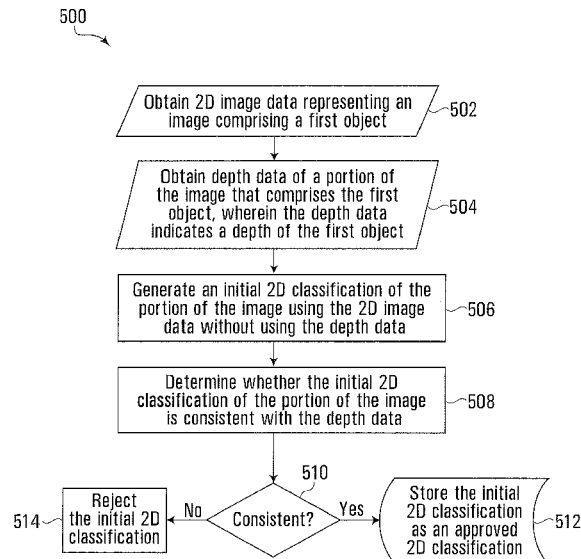 500
Obtain 2D image data representing an
image comprising a first object
502
Obtain depth data of a portion of
the image that comprises the first
object, wherein the depth data
indicates a depth of the first object
504
Generate an initial 2D classification of the
portion of the image using the 2D image
data without using the depth data
506
Determine whether the initial 2D
classification of the portion of the image
is consistent with the depth data
508
510
Consistent?
No
Yes
Reject
the initial 2D
classification
514
Store the initial
2D classification
as an approved
2D classification
512